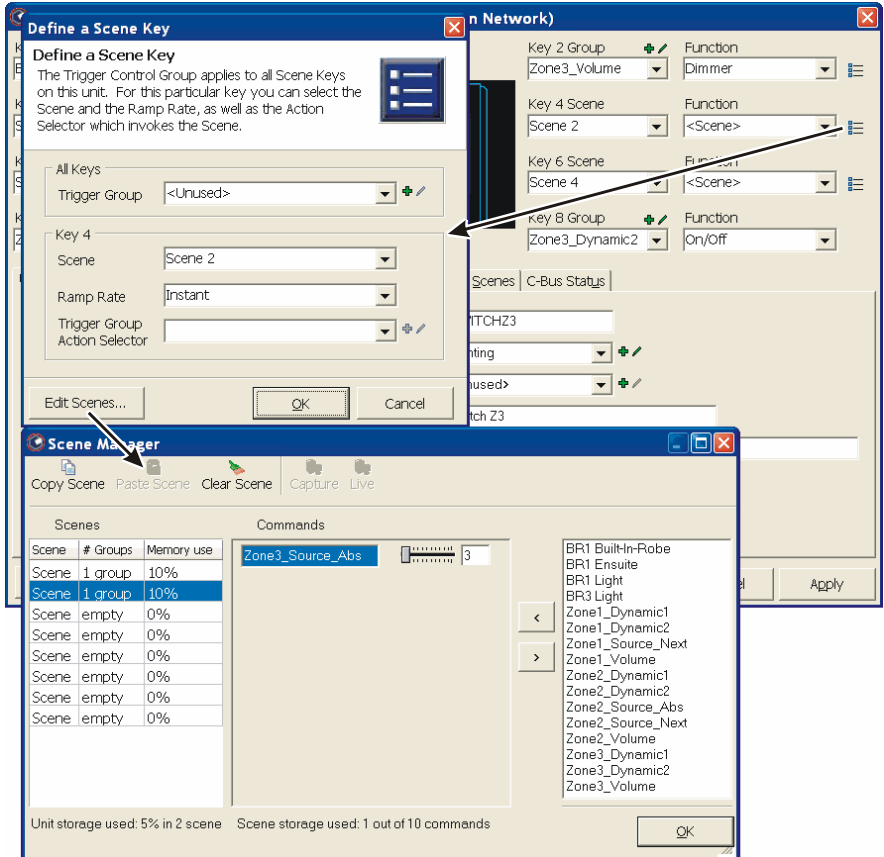 Define a Scene Key
n Network)
Define a Scene Key
The Trigger Control Group applies to all Scene Keys
on this unit. For this particular key you can select the
Scene and the Ramp Rate, as well as the Action
Selector which invokes the Scene.
All Keys
Trigger Group
<Unused>
Key 4
Scene
Scene 2
Ramp Rate
Instant
Trigger Group
Action Selector
Edit Scenes...
OK
Cancel
Key 2 Group
Function
Zone3_Volume
Dimmer
Key 4 Scene
Function
Scene 2
<Scene>
Key 6 Scene
Function
Scene 4
<Scene>
Key 8 Group
Function
Zone3_Dynamic2
On/Off
Scenes
C-Bus Status
ITCHZ3
nting
nused>
tch Z3
el
Apply
Scene Manager
Copy Scene
Paste Scene
Clear Scene
Capture
Live
Scenes
Commands
Scene # Groups Memory use
Scene 1 group 10%
Scene 1 group 10%
Scene empty 0%
Scene empty 0%
Scene empty 0%
Scene empty 0%
Scene empty 0%
Scene empty 0%
Zone3_Source_Abs
3
<
>
BR1 Built-In-Robe
BR1 Ensuite
BR1 Light
BR3 Light
Zone1_Dynamic1
Zone1_Dynamic2
Zone1_Source_Next
Zone1_Volume
Zone2_Dynamic1
Zone2_Dynamic2
Zone2_Source_Abs
Zone2_Source_Next
Zone2_Volume
Zone3_Dynamic1
Zone3_Dynamic2
Zone3_Volume
Unit storage used: 5% in 2 scene
Scene storage used: 1 out of 10 commands
OK